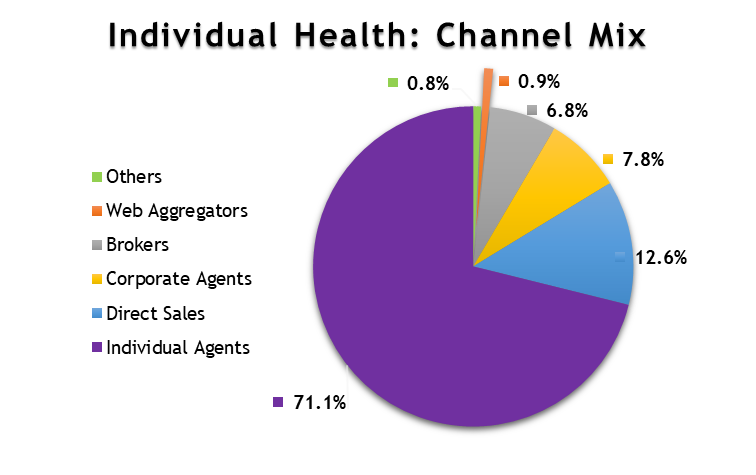 Individual Health: Channel Mix
0.8%
0.9%
6.8%
7.8%
12.6%
71.1%
Others
Web Aggregators
Brokers
Corporate Agents
Direct Sales
Individual Agents